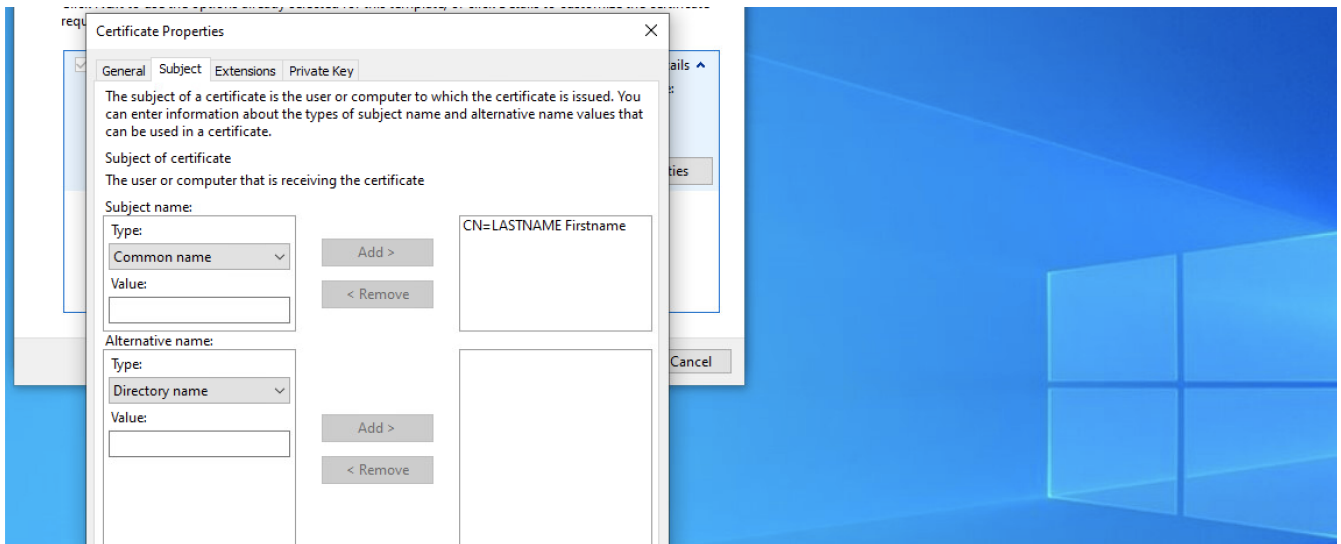 requ
Certificate Properties
General Subject Extensions Private Key
ails
The subject of a certificate is the user or computer to which the certificate is issued. You
can enter information about the types of subject name and alternative name values that
can be used in a certificate.
Subject of certificate
The user or computer that is receiving the certificate
ties
Subject name:
Type:
CN=LASTNAME Firstname
Common name
Add >
Value:
< Remove
Alternative name:
Type:
Cancel
Directory name
Value:
Add >
< Remove